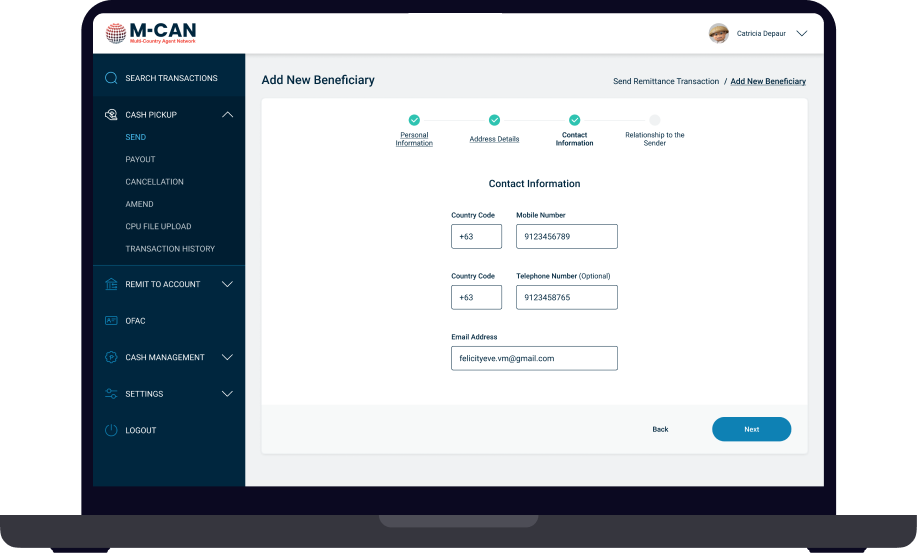 M-CAN
Multi-Country Agent Network
Catricia Depaur
SEARCH TRANSACTIONS
CASH PICKUP
SEND
PAYOUT
CANCELLATION
AMEND
CPU FILE UPLOAD
TRANSACTION HISTORY
REMIT TO ACCOUNT
OFAC
CASH MANAGEMENT
SETTINGS
LOGOUT
Add New Beneficiary
Send Remittance Transaction / Add New Beneficiary
Personal
Information
Address Details
Contact
Information
Relationship to the
Sender
Contact Information
Country Code
Mobile Number
+63
9123456789
Country Code
Telephone Number (Optional)
+63
9123458765
Email Address
felicityeve.vm@gmail.com
Back
Next